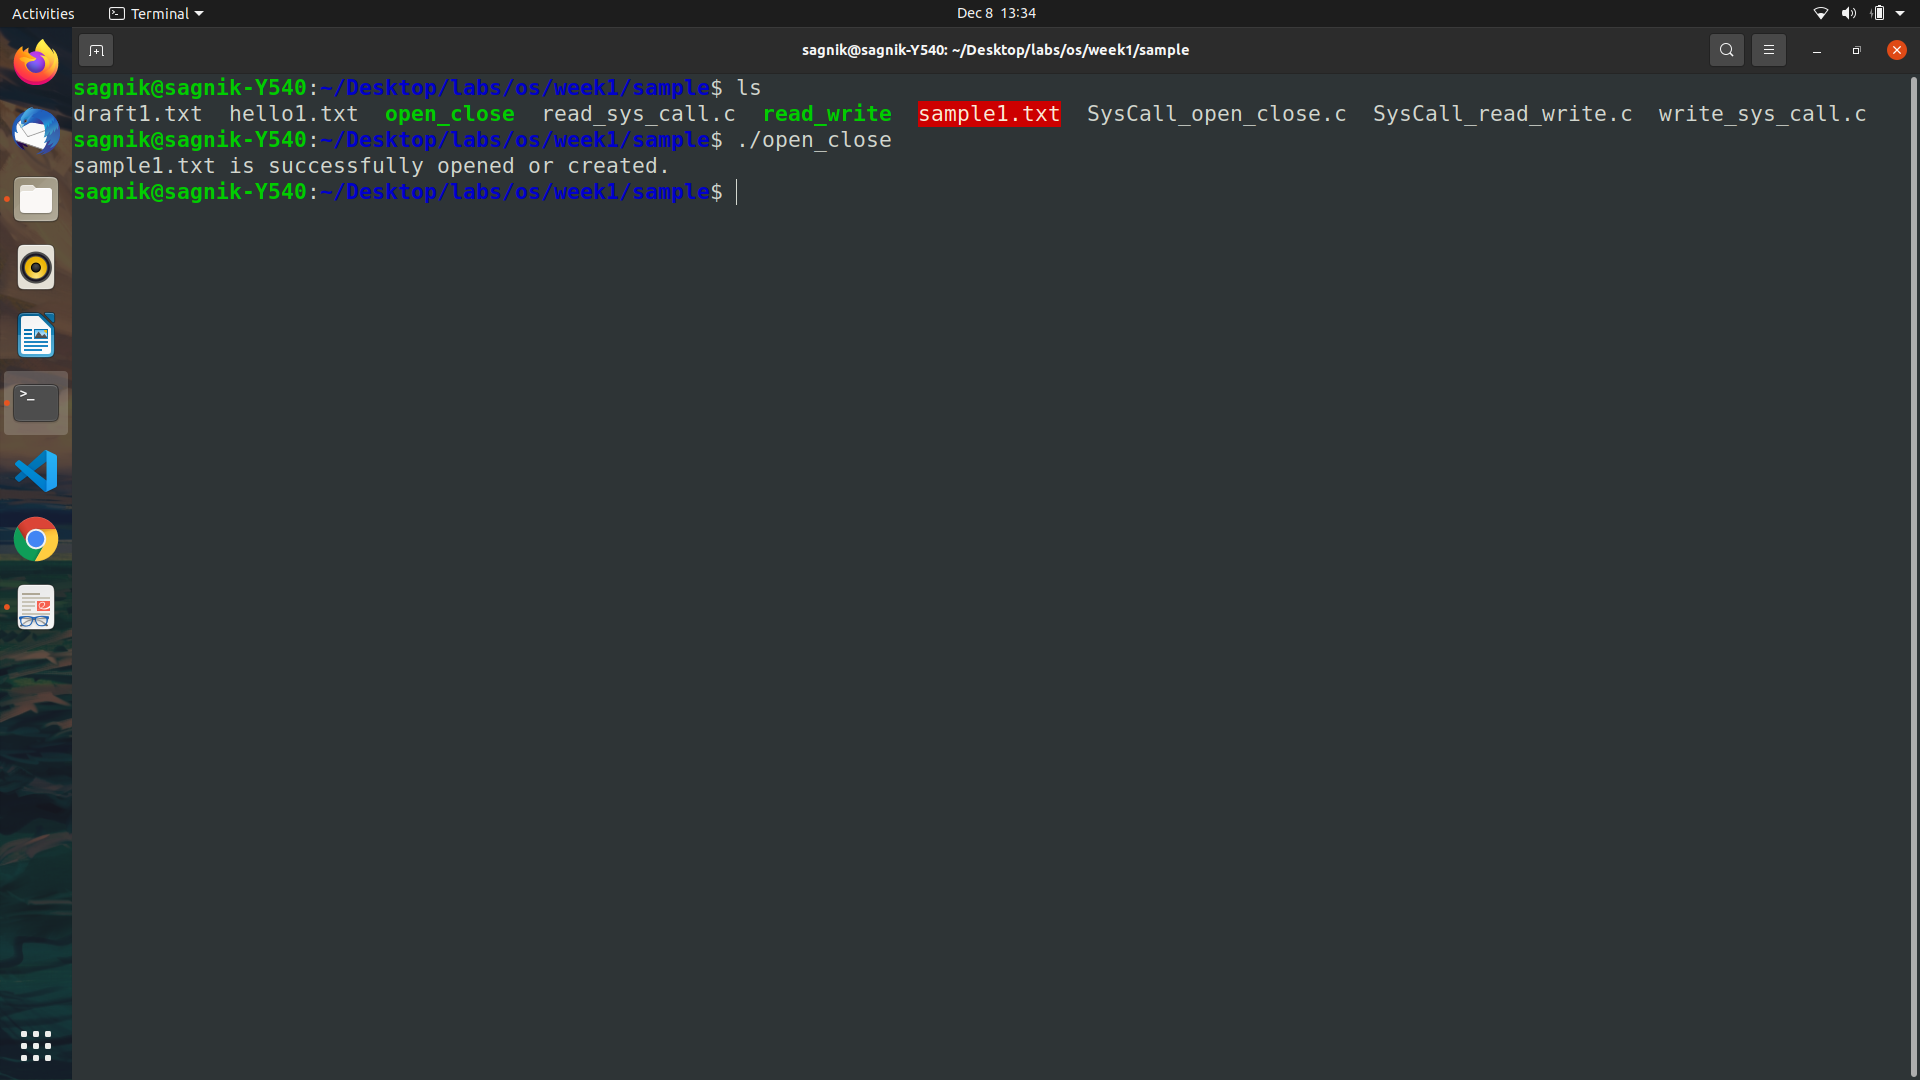 Activities Terminal Dec 8 13:34
sagnik@sagnik-Y540: ~/Desktop/labs/os/week1/sample
sagnik@sagnik-Y540:~/Desktop/labs/os/week1/sample$ ls
draft1.txt hello1.txt open_close read_sys_call.c read_write sample1.txt SysCall_open_close.c SysCall_read_write.c write_sys_call.c
sagnik@sagnik-Y540:~/Desktop/labs/os/week1/sample$ ./open_close
sample1.txt is successfully opened or created.
sagnik@sagnik-Y540:~/Desktop/labs/os/week1/sample$